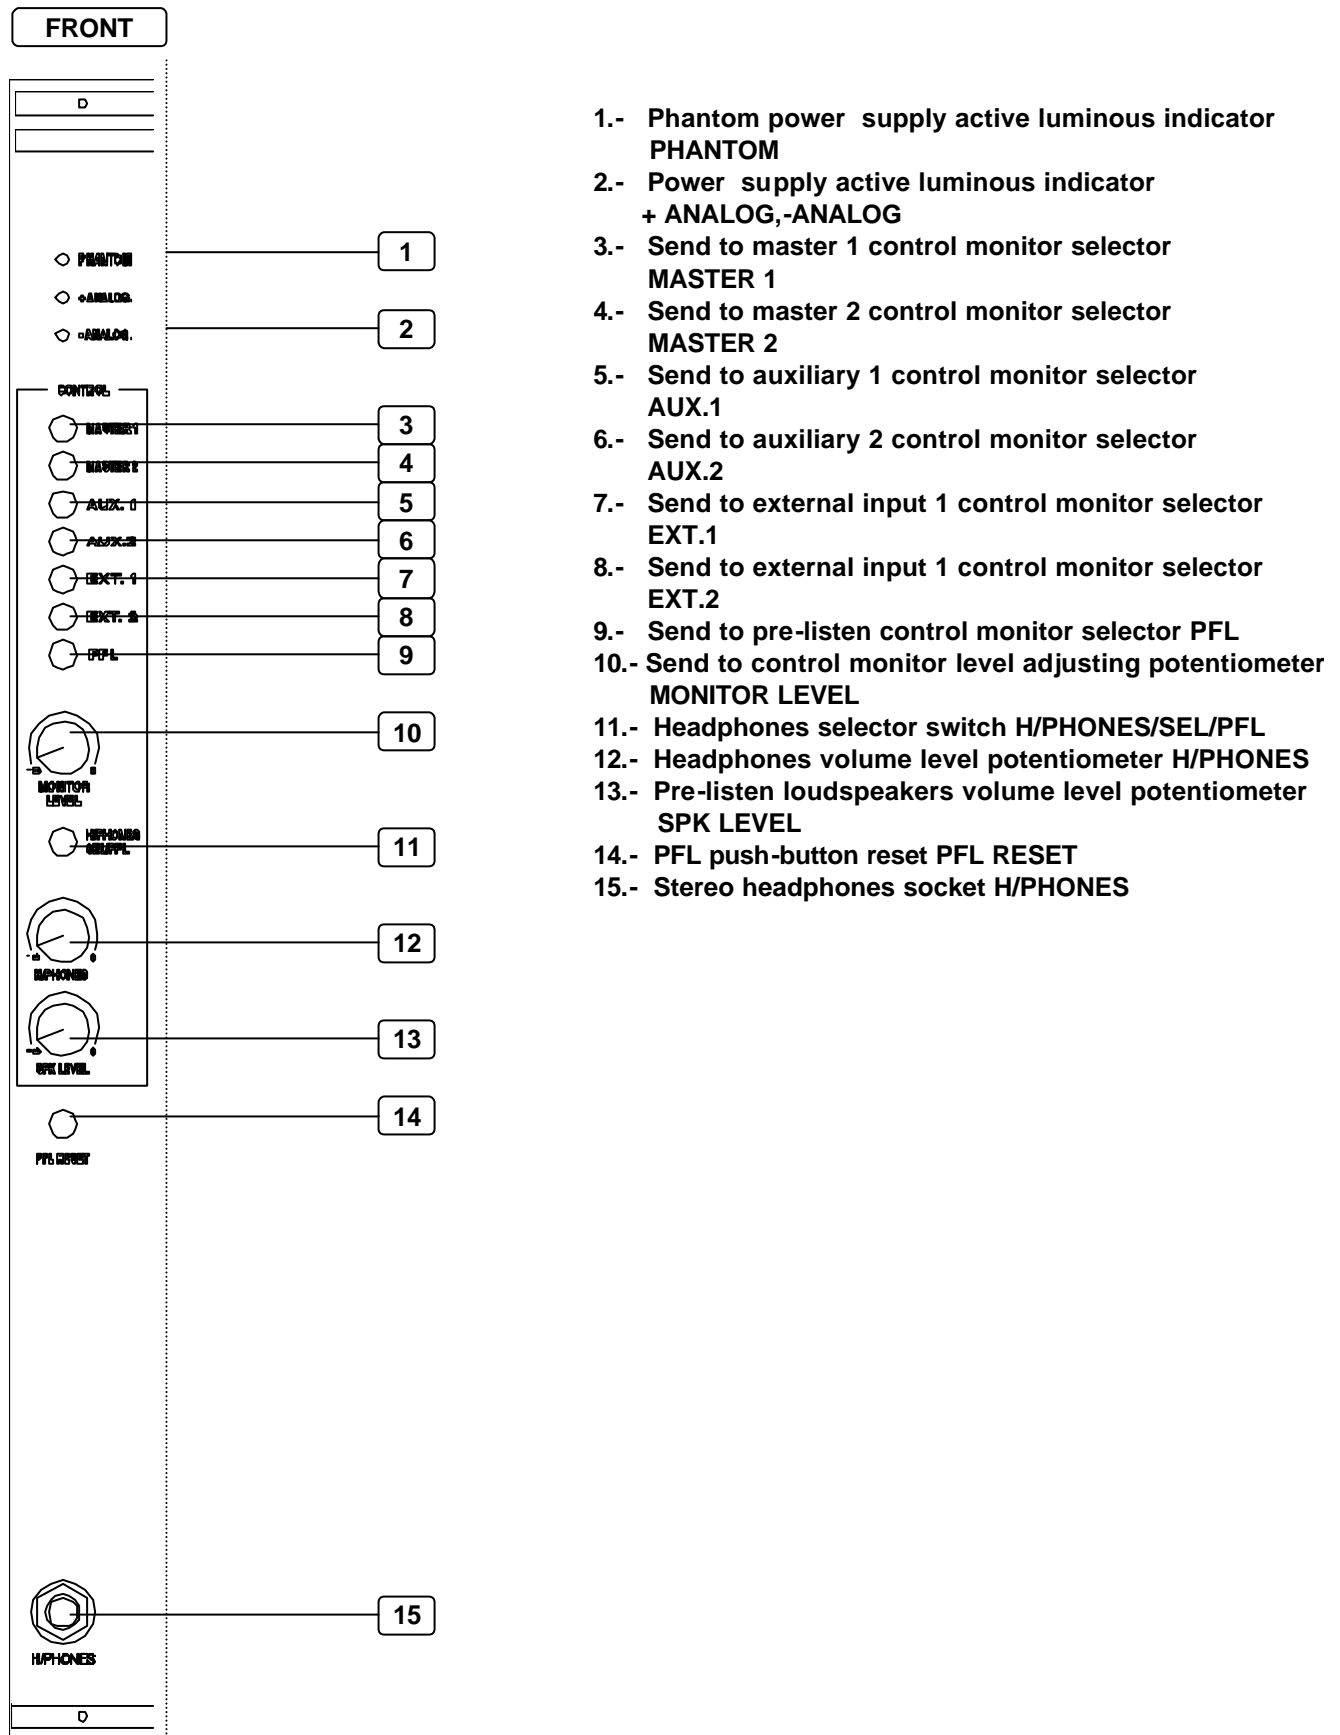 FRONT
PHANTOM
+ANALOG.
-ANALOG.
CONTROL
MASTER 1
MASTER 2
AUX. 1
AUX.2
EXT. 1
EXT. 2
PFL
MONITOR
LEVEL
H/PHONES
SEL/PFL
H/PHONES
SPK LEVEL
PFL RESET
H/PHONES
1
2
3
4
5
6
7
8
9
10
11
12
13
14
15
1.- Phantom power supply active luminous indicator
PHANTOM
2.- Power supply active luminous indicator
+ ANALOG,-ANALOG
3.- Send to master 1 control monitor selector
MASTER 1
4.- Send to master 2 control monitor selector
MASTER 2
5.- Send to auxiliary 1 control monitor selector
AUX.1
6.- Send to auxiliary 2 control monitor selector
AUX.2
7.- Send to external input 1 control monitor selector
EXT.1
8.- Send to external input 1 control monitor selector
EXT.2
9.- Send to pre-listen control monitor selector PFL
10.- Send to control monitor level adjusting potentiometer
MONITOR LEVEL
11.- Headphones selector switch H/PHONES/SEL/PFL
12.- Headphones volume level potentiometer H/PHONES
13.- Pre-listen loudspeakers volume level potentiometer
SPK LEVEL
14.- PFL push-button reset PFL RESET
15.- Stereo headphones socket H/PHONES